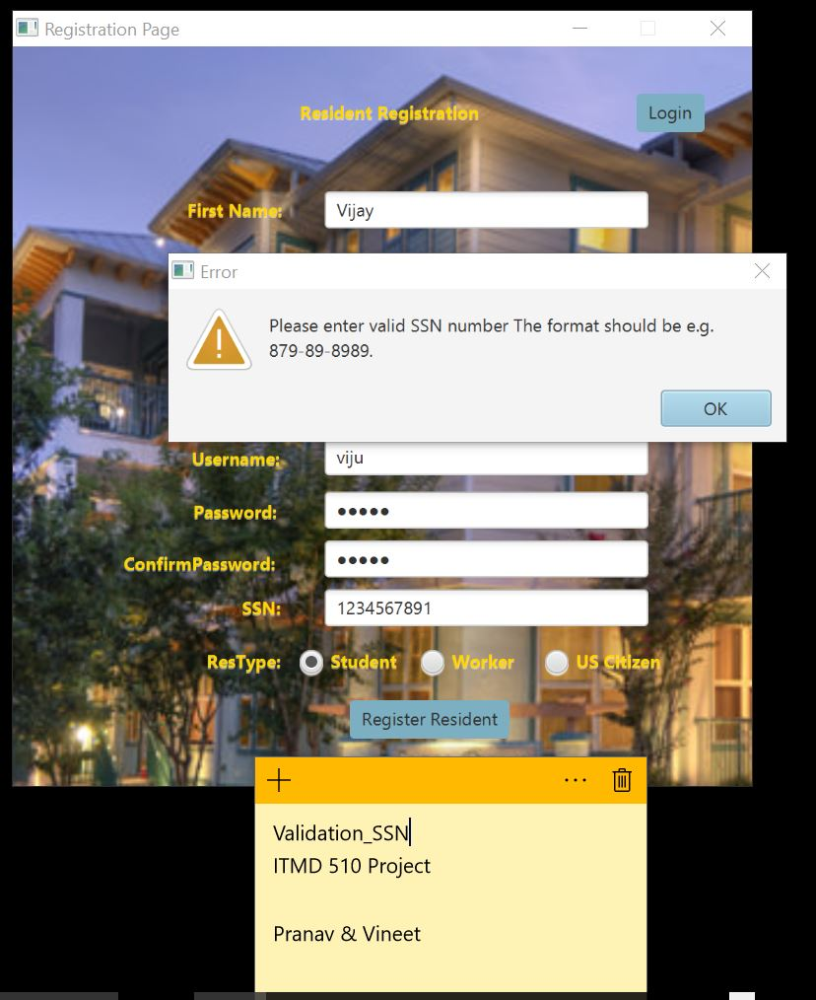 Registration Page
Resident Registration
Login
First Name:
Vijay
Error
Please enter valid SSN number The format should be e.g.
879-89-8989.
OK
Username:
viju
Password:
●●●●●
ConfirmPassword:
●●●●●
SSN:
1234567891
ResType:
Student
Worker
US Citizen
Register Resident
Validation_SSN
ITMD 510 Project
Pranav & Vineet